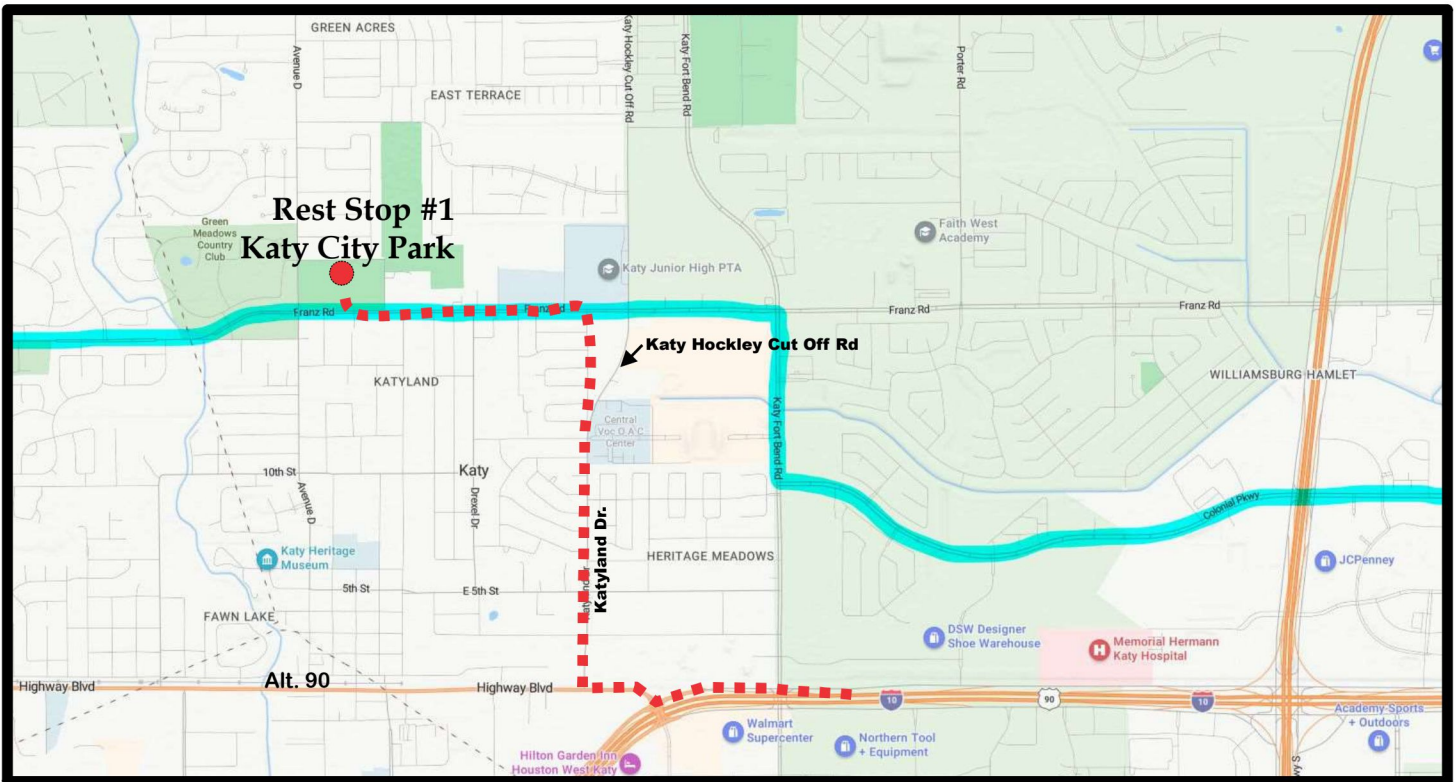 GREEN ACRES
Avenue D
Katy Hockley Cut Off Rd
Katy Fort Bend Rd
Porter Rd
EAST TERRACE
Rest Stop #1
Katy City Park
Green
Meadows
Country
Club
Faith West
Academy
Katy Junior High PTA
Franz Rd
Franz Rd
Franz Rd
Franz Rd
Katy Hockley Cut Off Rd
KATYLAND
WILLIAMSBURG HAMLET
Central
Voc O.A.C
Center
Katy Fort Bend Rd
10th St
Katy
Avenue D
Drexel Dr
Colonial Pkwy
Katyland Dr.
Katy Heritage
Museum
HERITAGE MEADOWS
JCPenney
5th St
E 5th St
FAWN LAKE
DSW Designer
Shoe Warehouse
Memorial Hermann
Katy Hospital
Highway Blvd
Alt. 90
Highway Blvd
10
90
10
Academy Sports
+ Outdoors
Walmart
Supercenter
Northern Tool
+ Equipment
Hilton Garden Inn
Houston West Katy